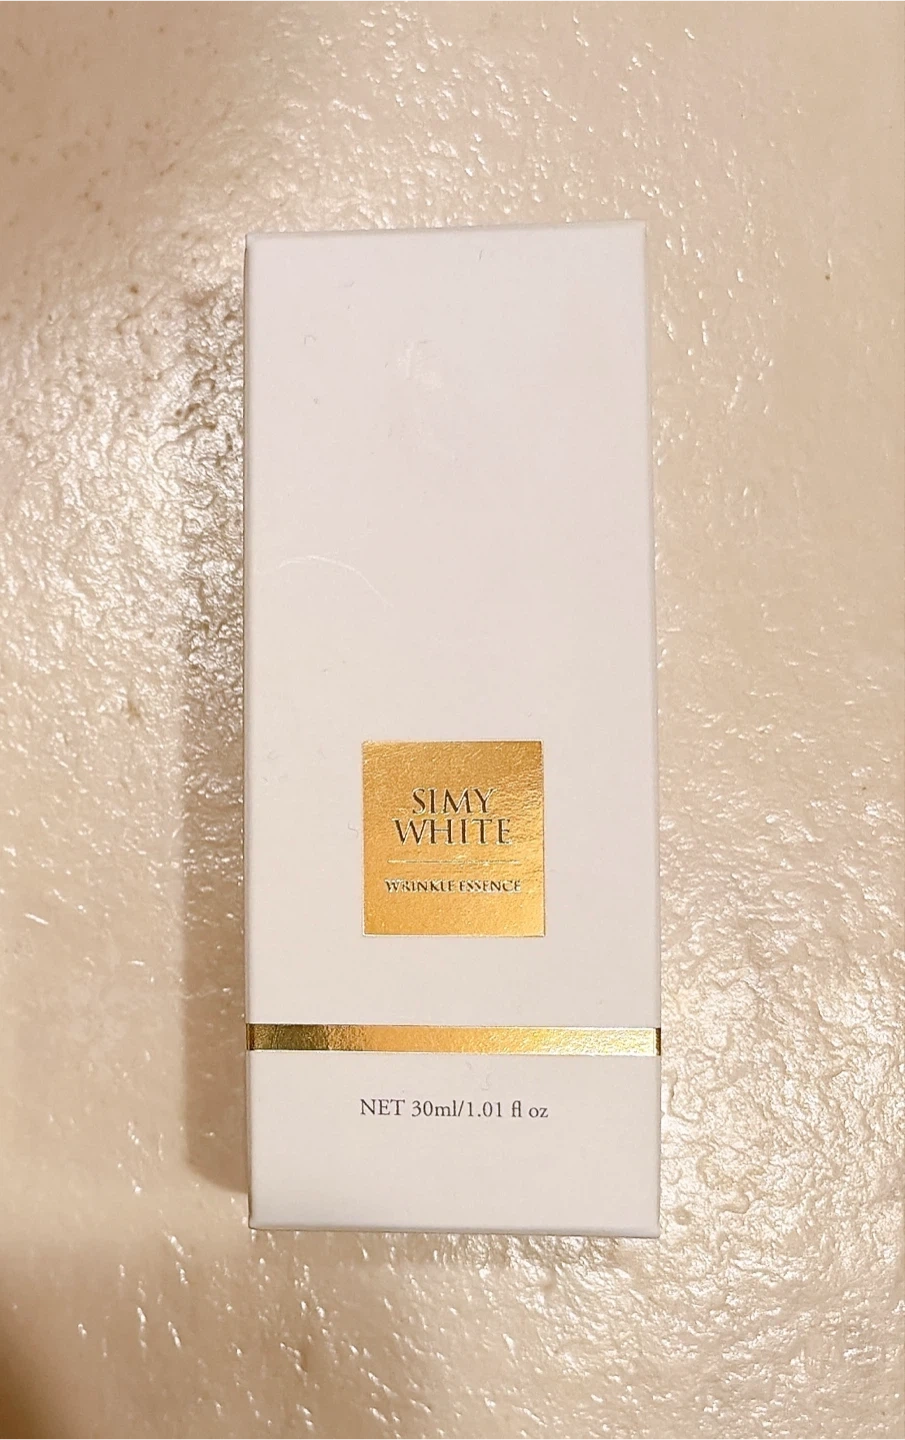 SIMY
WHITE
WRINKLE ESSENCE
NET 30ml/1.01 fl oz